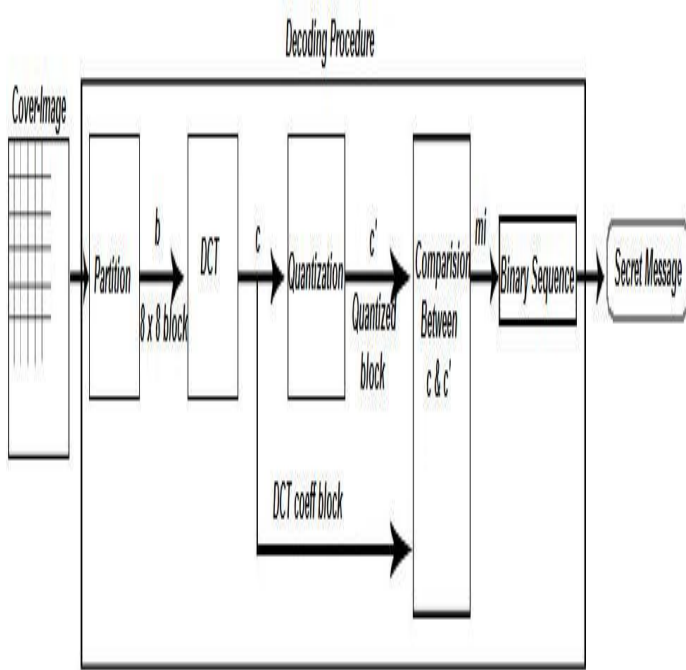 Decoding Procedure
Cover-Image
Partition
b
8 x 8 block
DCT
c
Quantization
c'
Quantized
block
Comparision
Between
c & c'
mi
Binary Sequence
Secret Message
DCT coeff block